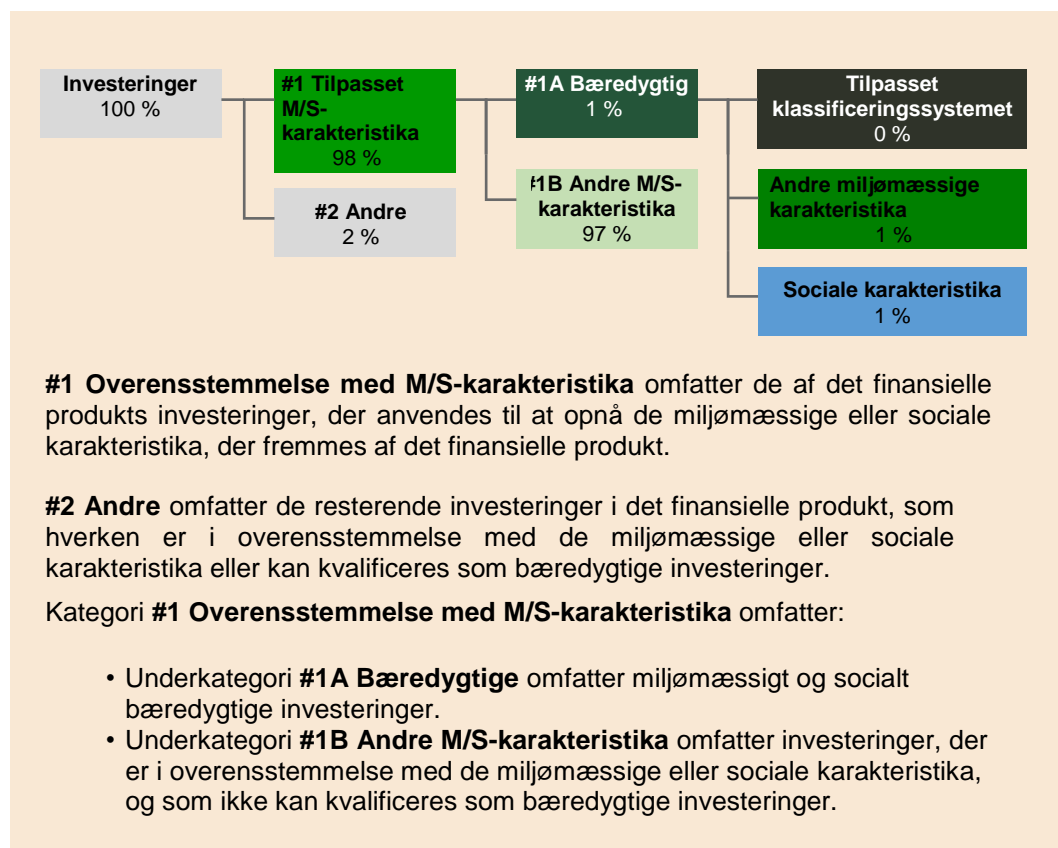 Investeringer
100 %
#1 Tilpasset
M/S-
karakteristika
98 %
#2 Andre
2 %
#1A Bæredygtig
1 %
#1B Andre M/S-
karakteristika
97 %
Tilpasset
klassificeringssystemet
0 %
Andre miljømæssige
karakteristika
1 %
Sociale karakteristika
1 %
#1 Overensstemmelse med M/S-karakteristika omfatter de af det finansielle
produkts investeringer, der anvendes til at opnå de miljømæssige eller sociale
karakteristika, der fremmes af det finansielle produkt.
#2 Andre omfatter de resterende investeringer i det finansielle produkt, som
hverken er i overensstemmelse med de miljømæssige eller sociale
karakteristika eller kan kvalificeres som bæredygtige investeringer.
Kategori #1 Overensstemmelse med M/S-karakteristika omfatter:
• Underkategori #1A Bæredygtige omfatter miljømæssigt og socialt
bæredygtige investeringer.
• Underkategori #1B Andre M/S-karakteristika omfatter investeringer, der
er i overensstemmelse med de miljømæssige eller sociale karakteristika,
og som ikke kan kvalificeres som bæredygtige investeringer.